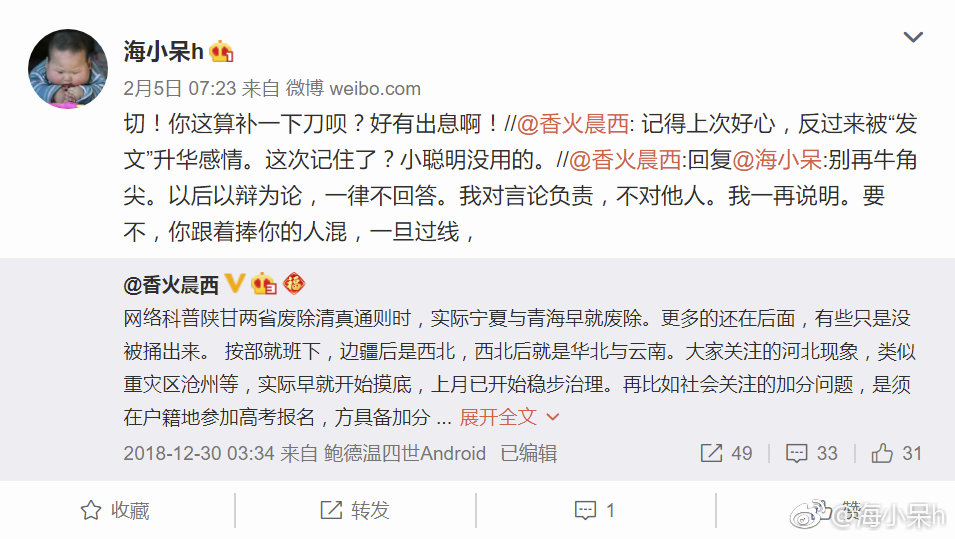 海小呆h
2月5日 07:23 来自 微博 weibo.com
切！你这算补一下刀呗？好有出息啊！//@香火晨西: 记得上次好心，反过来被“发
文”升华感情。这次记住了？小聪明没用的。//@香火晨西:回复@海小呆:别再牛角
尖。以后以辩为论，一律不回答。我对言论负责，不对他人。我一再说明。要
不，你跟着捧你的人混，一旦过线，
@香火晨西 福
网络科普陕甘两省废除清真通则时，实际宁夏与青海早就废除。更多的还在后面，有些只是没
被捅出来。 按部就班下，边疆后是西北，西北后就是华北与云南。大家关注的河北现象，类似
重灾区沧州等，实际早就开始摸底，上月已开始稳步治理。再比如社会关注的加分问题，是须
在户籍地参加高考报名，方具备加分 ... 展开全文
2018-12-30 03:34 来自 鲍德温四世Android 已编辑 49 33 31
收藏 转发 1 赞
@海小呆h